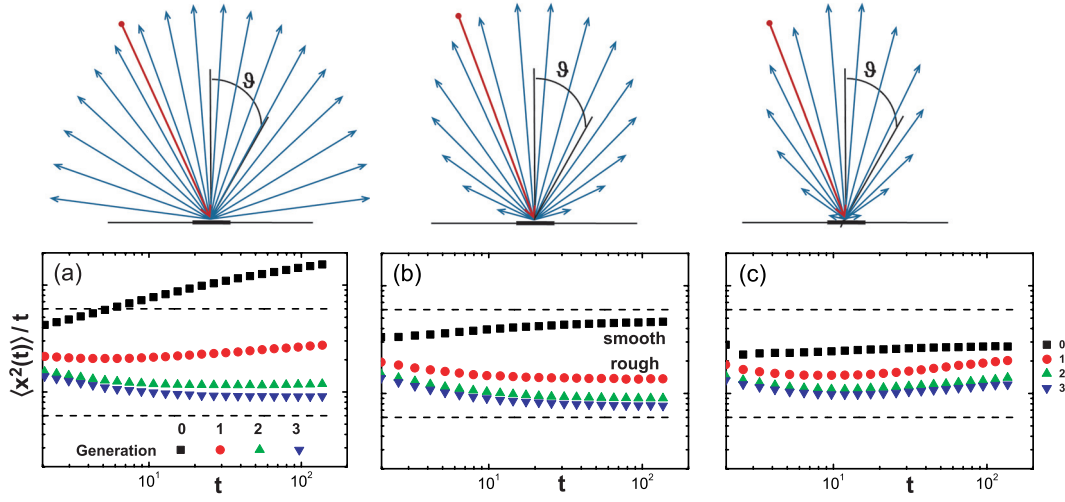 ϑ
ϑ
ϑ
(a)
(b)
(c)
⟨x²(t)⟩/ t
smooth
rough
0
1
2
3
0 1 2 3
Generation
10¹ 10²
10¹ 10²
10¹ 10²
t
t
t